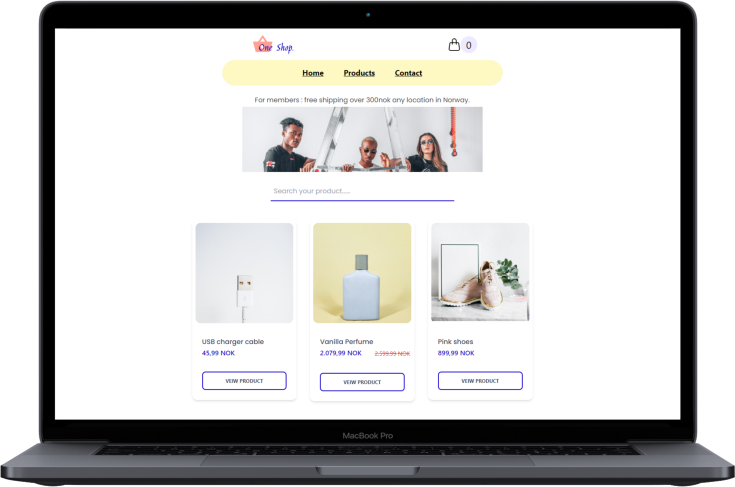 One Shop.
0
Home Products Contact
For members : free shipping over 300nok any location in Norway.
Search your product.....
USB charger cable
45,99 NOK
VEIW PRODUCT
Vanilla Perfume
2.079,99 NOK 2.599,99 NOK
VEIW PRODUCT
Pink shoes
899,99 NOK
VEIW PRODUCT
MacBook Pro